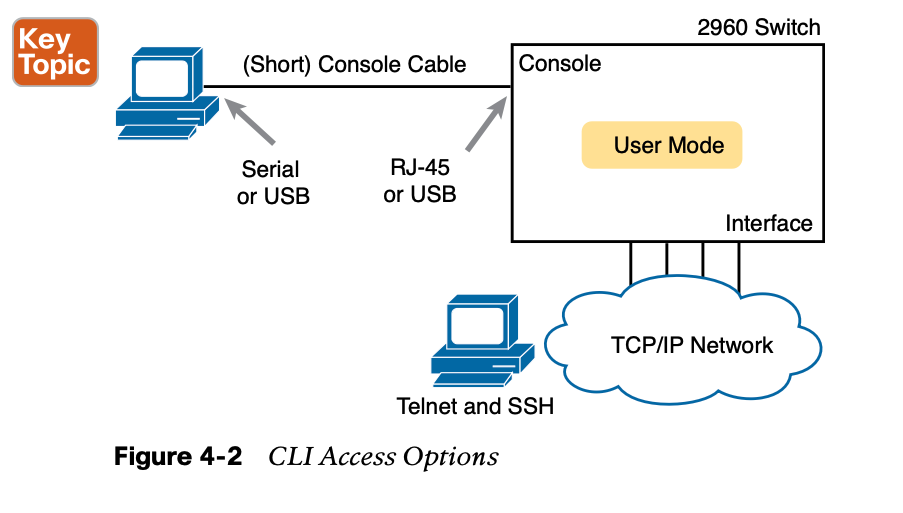 Key
Topic
2960 Switch
(Short) Console Cable
Console
User Mode
Serial
or USB
RJ-45
or USB
Interface
TCP/IP Network
Telnet and SSH
Figure 4-2 CLI Access Options